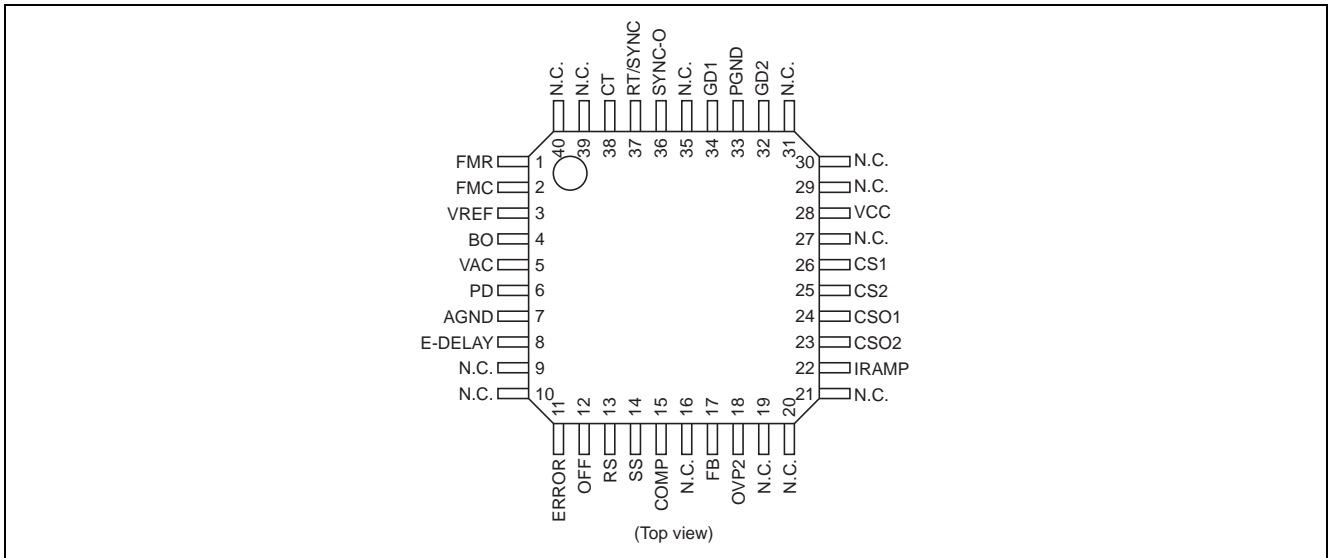 N.C.
N.C.
CT
RT/SYNC
SYNC-O
N.C.
GD1
PGND
GD2
N.C.
40
39
38
37
36
35
34
33
32
31
FMR 1
FMC 2
VREF 3
BO 4
VAC 5
PD 6
AGND 7
E-DELAY 8
N.C. 9
N.C. 10
30 N.C.
29 N.C.
28 VCC
27 N.C.
26 CS1
25 CS2
24 CSO1
23 CSO2
22 IRAMP
21 N.C.
11
12
13
14
15
16
17
18
19
20
ERROR
OFF
RS
SS
COMP
N.C.
FB
OVP2
N.C.
N.C.
(Top view)